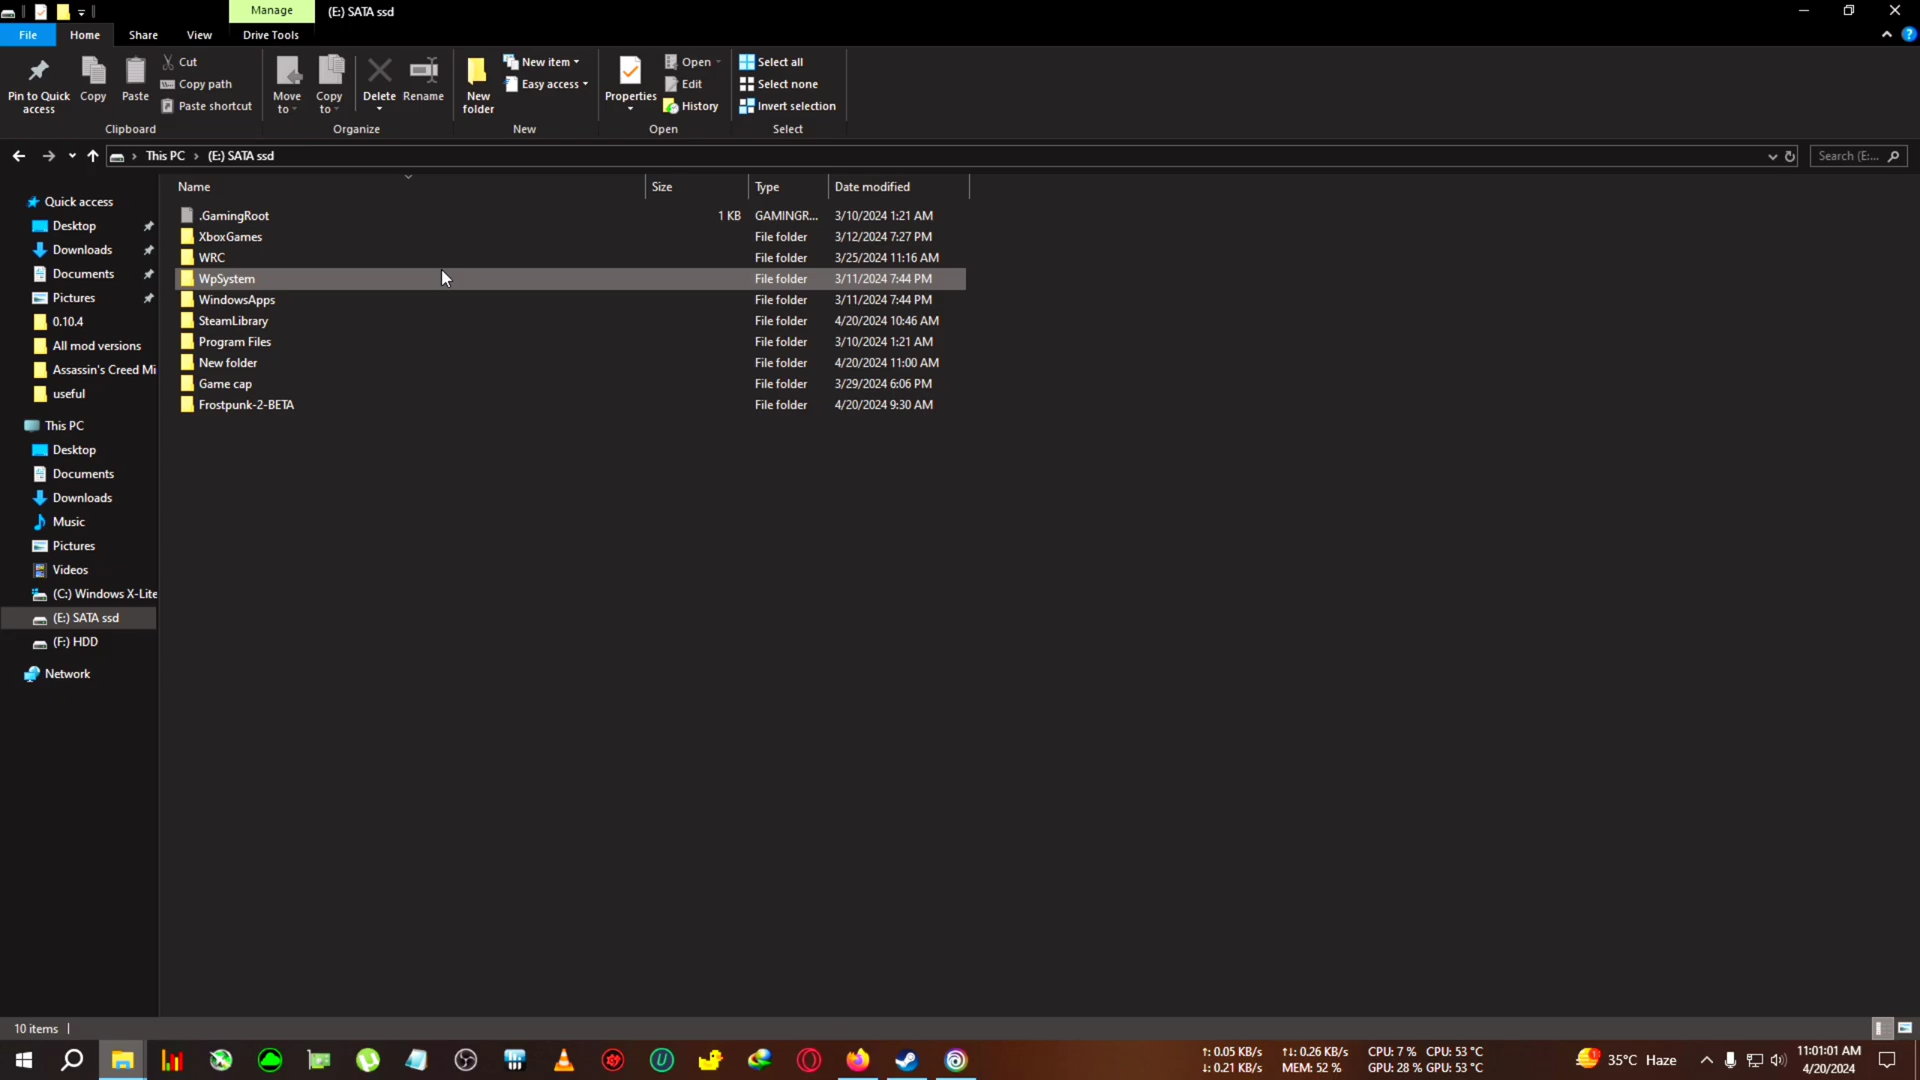 Manage
(E:) SATA ssd
File
Home
Share
View
Drive Tools
Pin to Quick
access
Copy
Paste
Cut
Copy path
Paste shortcut
Clipboard
Move
to
Copy
to
Delete
Rename
Organize
New
folder
New item
Easy access
New
Properties
Open
Edit
History
Open
Select all
Select none
Invert selection
Select
This PC
(E:) SATA ssd
Search (E:...
Name
Size
Type
Date modified
.GamingRoot 1 KB GAMINGR... 3/10/2024 1:21 AM
XboxGames File folder 3/12/2024 7:27 PM
WRC File folder 3/25/2024 11:16 AM
WpSystem File folder 3/11/2024 7:44 PM
WindowsApps File folder 3/11/2024 7:44 PM
SteamLibrary File folder 4/20/2024 10:46 AM
Program Files File folder 3/10/2024 1:21 AM
New folder File folder 4/20/2024 11:00 AM
Game cap File folder 3/29/2024 6:06 PM
Frostpunk-2-BETA File folder 4/20/2024 9:30 AM
Quick access
Desktop
Downloads
Documents
Pictures
0.10.4
All mod versions
Assassin's Creed Mi
useful
This PC
Desktop
Documents
Downloads
Music
Pictures
Videos
(C:) Windows X-Lite
(E:) SATA ssd
(F:) HDD
Network
10 items
↑: 0.05 KB/s
↓: 0.21 KB/s
↑↓: 0.26 KB/s
MEM: 52 %
CPU: 7 % CPU: 53 °C
GPU: 28 % GPU: 53 °C
35°C Haze
11:01:01 AM
4/20/2024